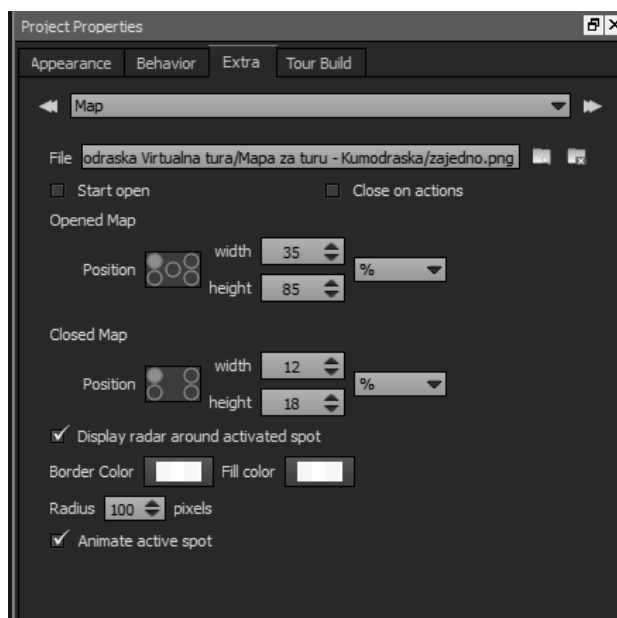 Project Properties
Appearance Behavior Extra Tour Build
Map
File odraska Virtualna tura/Mapa za turu - Kumodraska/zajedno.png
Start open Close on actions
Opened Map
width 35
Position %
height 85
Closed Map
width 12
Position %
height 18
Display radar around activated spot
Border Color Fill color
Radius 100 pixels
Animate active spot